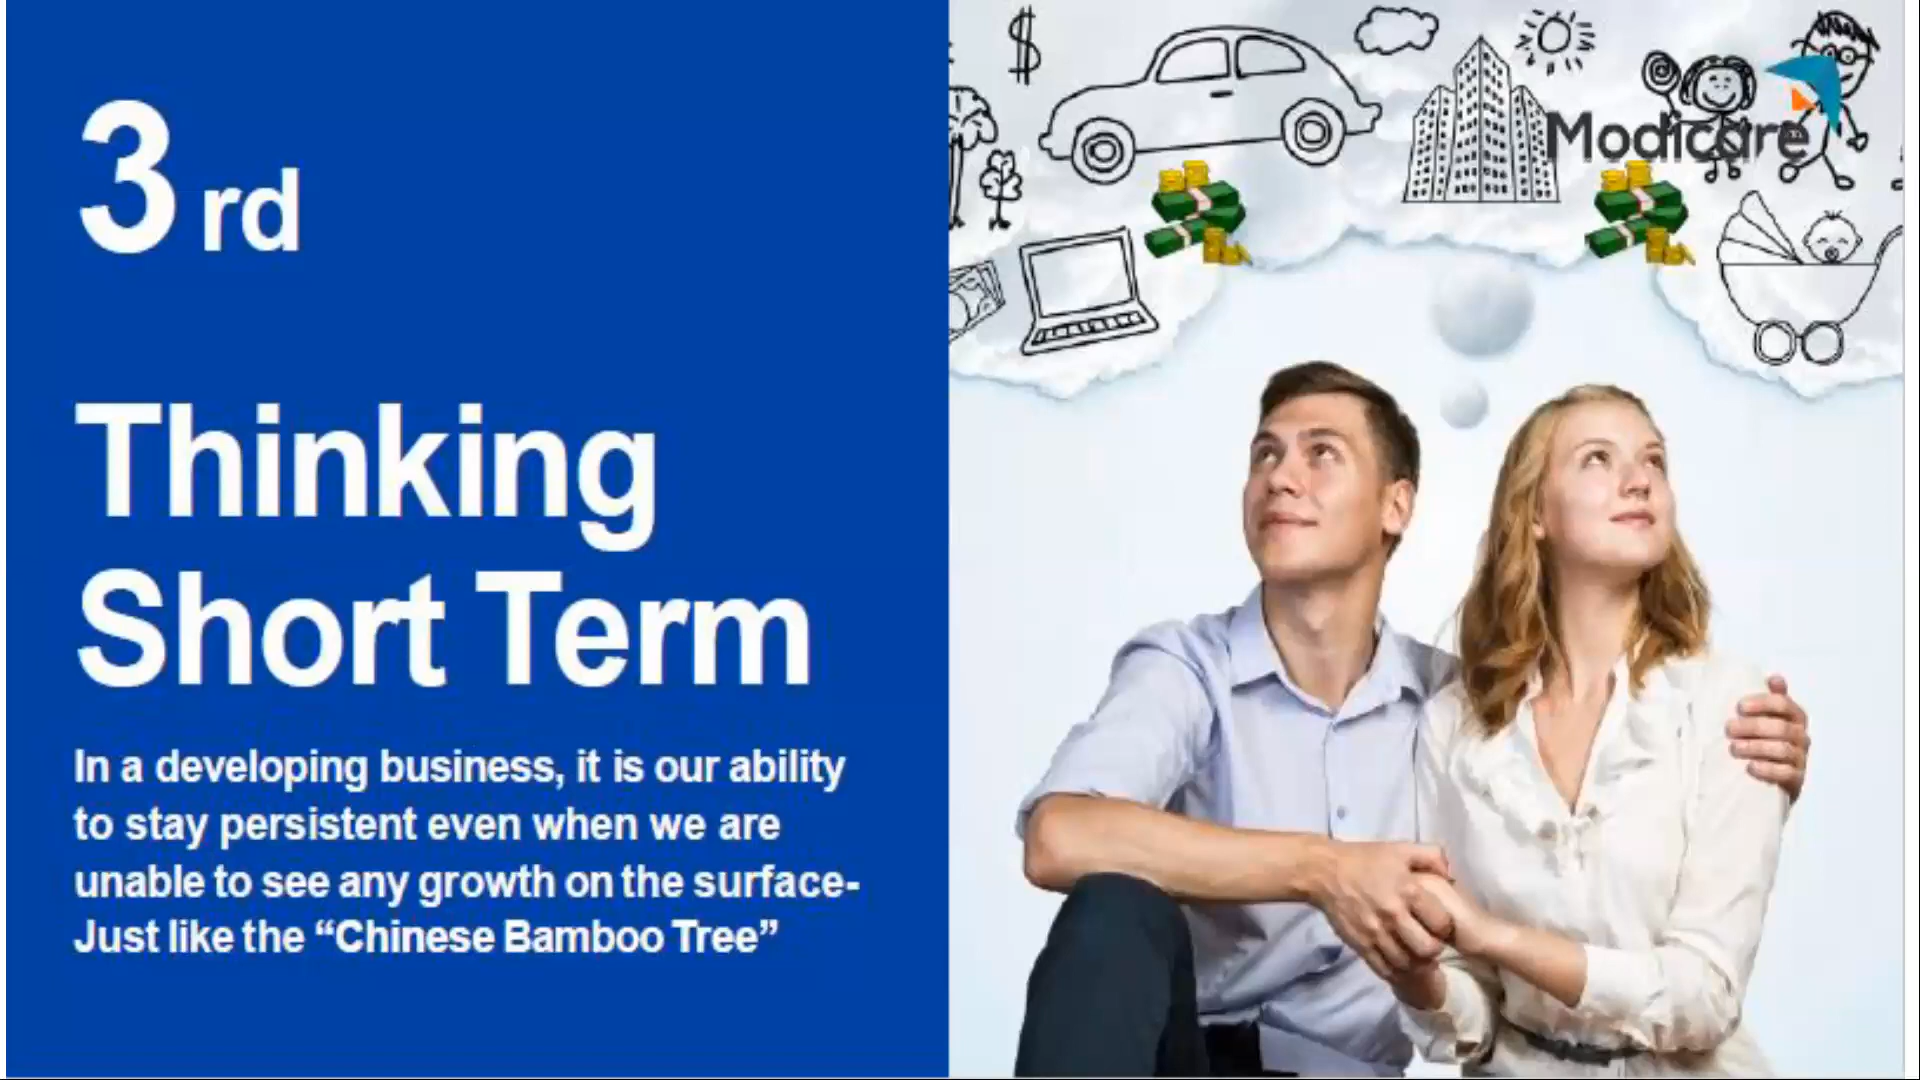 3 rd
Thinking
Short Term
In a developing business, it is our ability
to stay persistent even when we are
unable to see any growth on the surface-
Just like the “Chinese Bamboo Tree”
$
Modicare